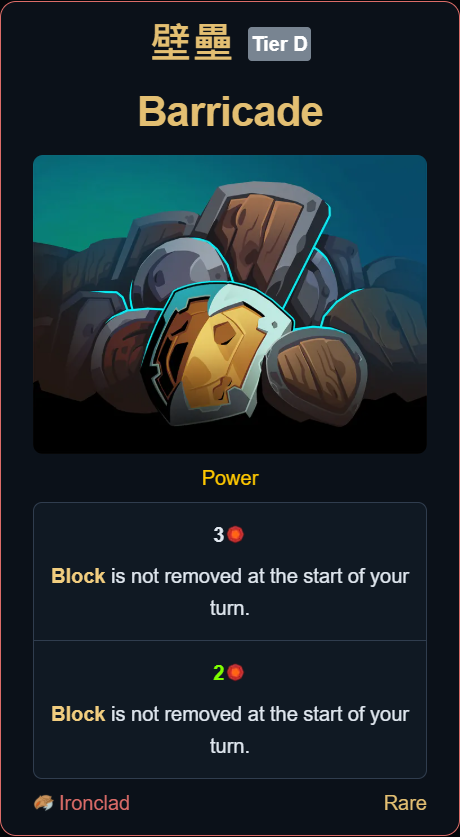 壁壘 Tier D
Barricade
Power
3
Block is not removed at the start of your
turn.
2
Block is not removed at the start of your
turn.
Ironclad Rare